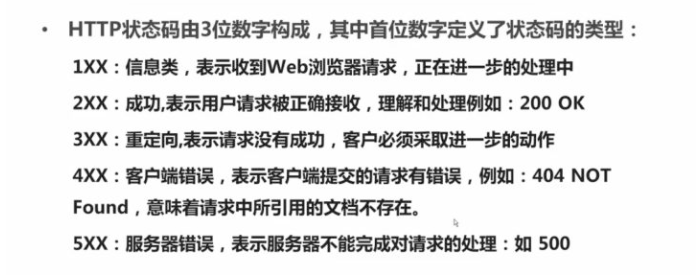 • HTTP状态码由3位数字构成，其中首位数字定义了状态码的类型：
1XX：信息类，表示收到Web浏览器请求，正在进一步的处理中
2XX：成功,表示用户请求被正确接收，理解和处理例如：200 OK
3XX：重定向,表示请求没有成功，客户必须采取进一步的动作
4XX：客户端错误，表示客户端提交的请求有错误，例如：404 NOT
Found，意味着请求中所引用的文档不存在。
5XX：服务器错误，表示服务器不能完成对请求的处理：如 500